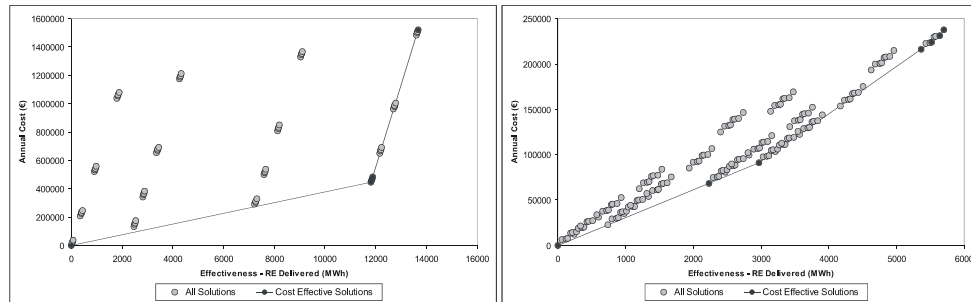 1600000
1400000
1200000
1000000
800000
600000
400000
200000
0
Annual Cost (€)
0 2000 4000 6000 8000 10000 12000 14000 16000
Effectiveness - RE Delivered (MWh)
All Solutions Cost Effective Solutions
250000
200000
150000
100000
50000
0
Annual Cost (€)
0 1000 2000 3000 4000 5000 6000
Effectiveness - RE Delivered (MWh)
All Solutions Cost Effective Solutions